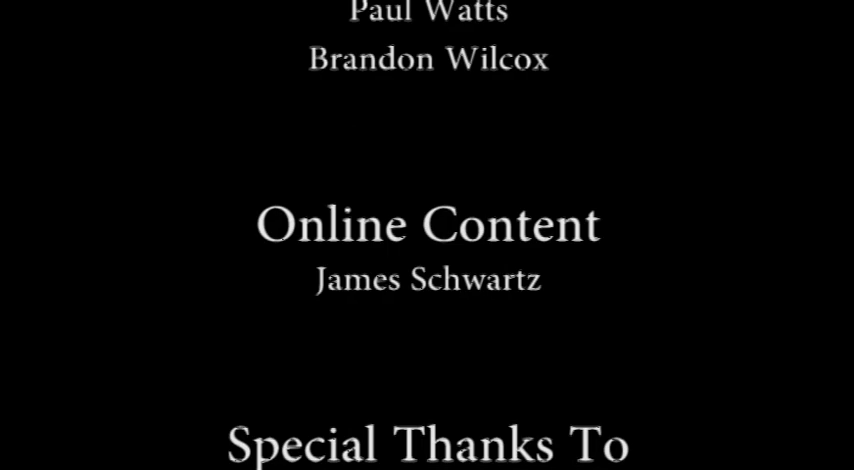 Paul Watts
Brandon Wilcox
Online Content
James Schwartz
Special Thanks To